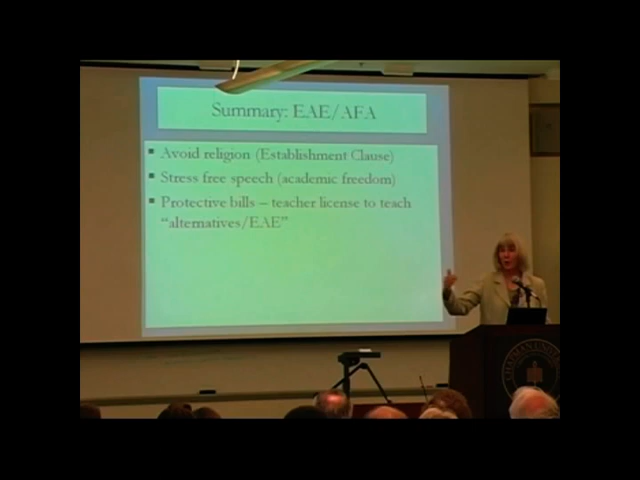 Summary: EAE/AFA
▪ Avoid religion (Establishment Clause)
▪ Stress free speech (academic freedom)
▪ Protective bills – teacher license to teach
"alternatives/EAE"